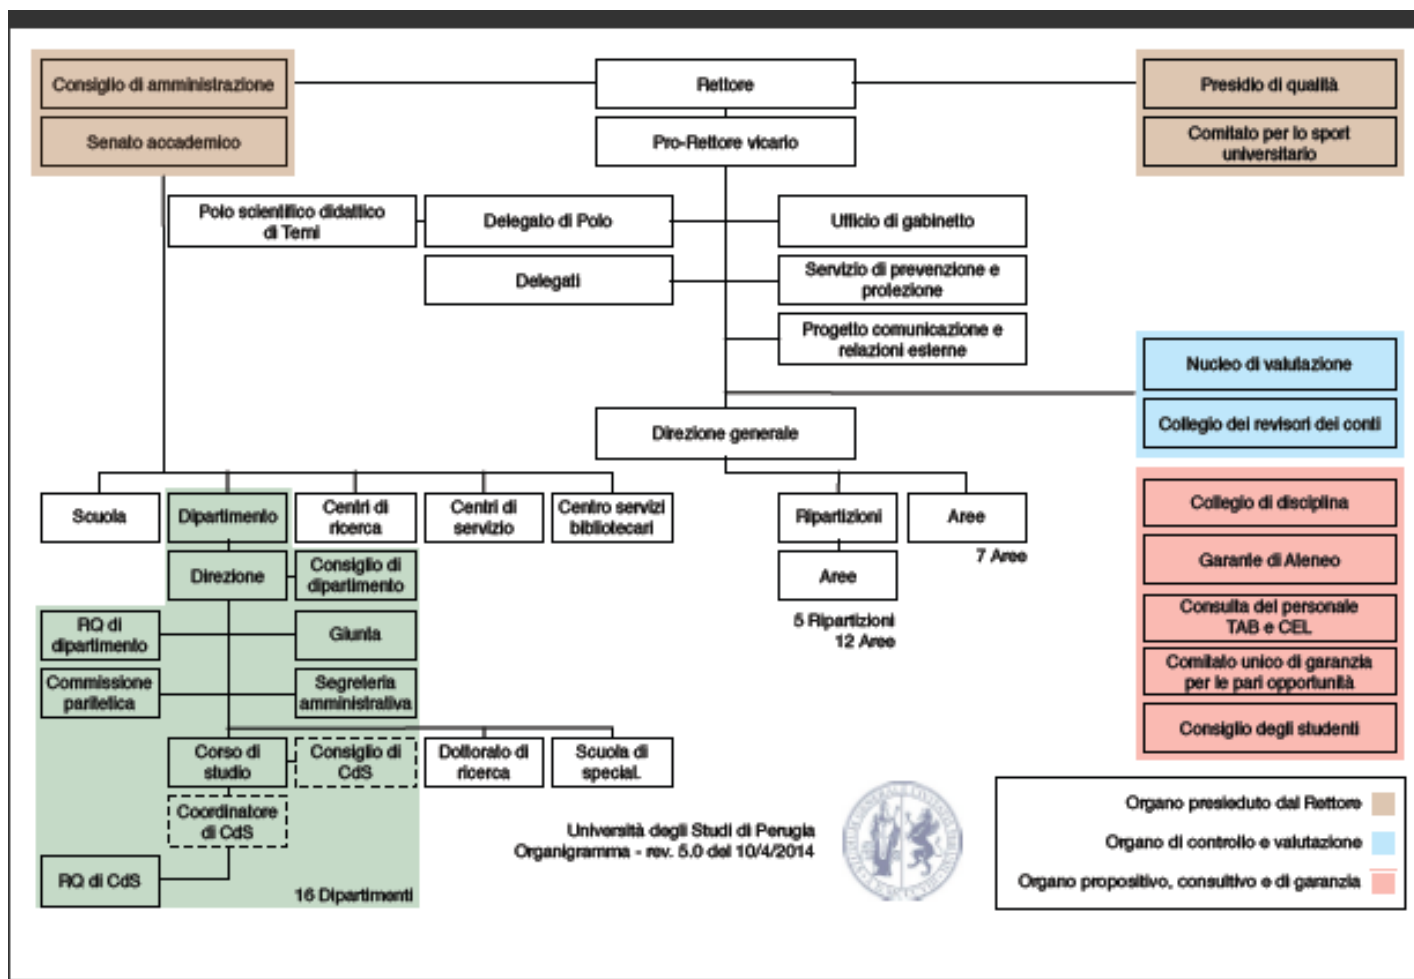 Consiglio di amministrazione
Rettore
Presidio di qualità
Senato accademico
Pro-Rettore vicario
Comitato per lo sport
universitario
Polo scientifico didattico
di Terni
Delegato di Polo
Ufficio di gabinetto
Delegati
Servizio di prevenzione e
protezione
Progetto comunicazione e
relazioni esterne
Nucleo di valutazione
Collegio dei revisori dei conti
Direzione generale
Scuola
Dipartimento
Centri di
ricerca
Centri di
servizio
Centro servizi
bibliotecari
Ripartizioni
Aree
7 Aree
Collegio di disciplina
Direzione
Consiglio di
dipartimento
Aree
5 Ripartizioni
12 Aree
Garante di Ateneo
RQ di
dipartimento
Giunta
Consulta del personale
TAB e CEL
Commissione
paritetica
Segreteria
amministrativa
Comitato unico di garanzia
per le pari opportunità
Consiglio degli studenti
Corso di
studio
Consiglio di
CdS
Dottorato di
ricerca
Scuola di
special.
Coordinatore
di CdS
RQ di CdS
16 Dipartimenti
Università degli Studi di Perugia
Organigramma - rev. 5.0 del 10/4/2014
Organo presieduto dal Rettore
Organo di controllo e valutazione
Organo propositivo, consultivo e di garanzia